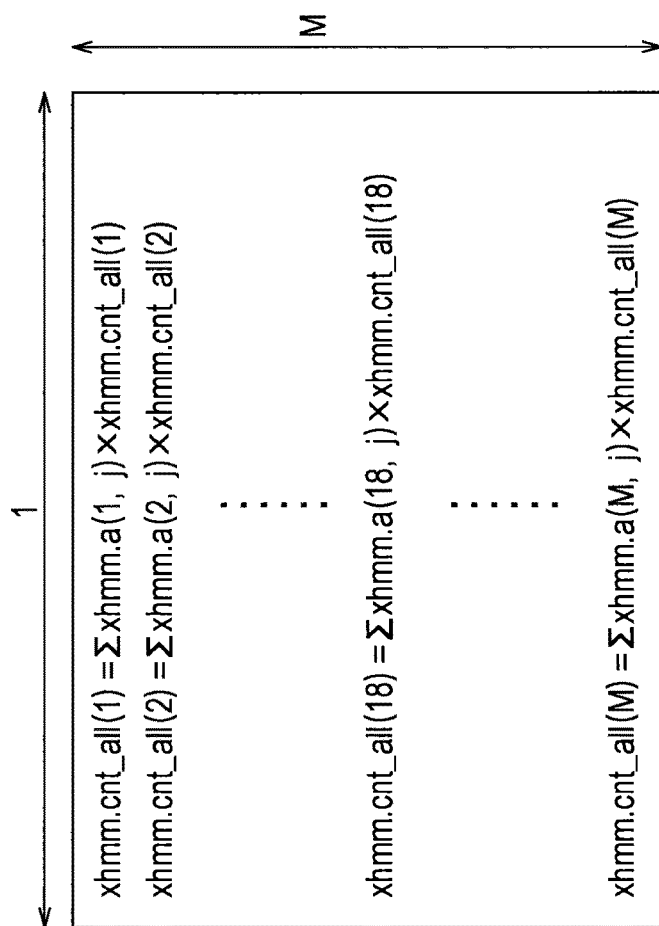 1
M
xhmm.cnt_all(1)=Σxhmm.a(1, j)×xhmm.cnt_all(1)
xhmm.cnt_all(2)=Σxhmm.a(2, j)×xhmm.cnt_all(2)
......
xhmm.cnt_all(18)=Σxhmm.a(18, j)×xhmm.cnt_all(18)
......
xhmm.cnt_all(M)=Σxhmm.a(M, j)×xhmm.cnt_all(M)